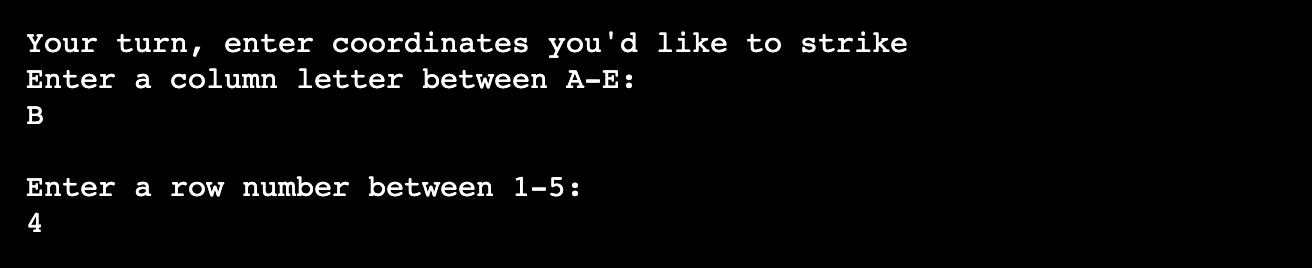 Your turn, enter coordinates you'd like to strike
Enter a column letter between A-E:
B
Enter a row number between 1-5:
4